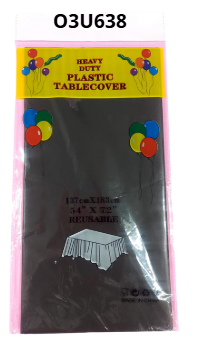 O3U638
HEAVY
DUTY
PLASTIC
TABLECOVER
137cmX183cm
54" X 72"
REUSABLE